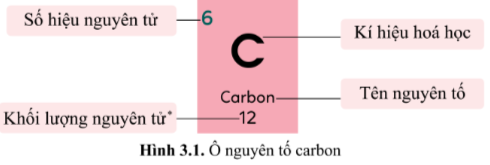 Số hiệu nguyên tử
6
C
Kí hiệu hoá học
Carbon
Tên nguyên tố
Khối lượng nguyên tử*
12
Hình 3.1. Ô nguyên tố carbon